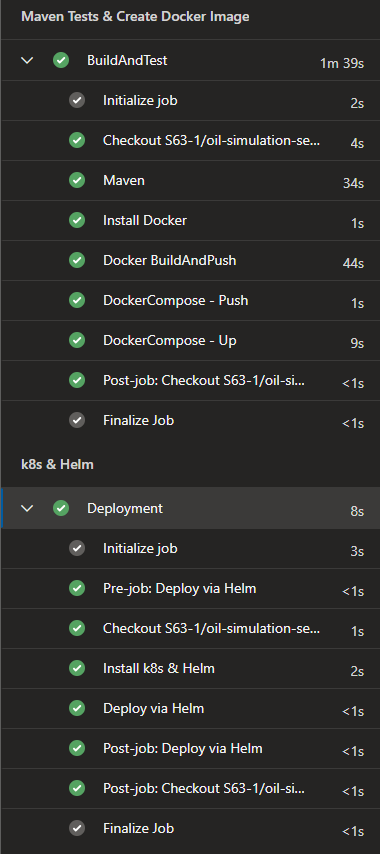 Maven Tests & Create Docker Image
BuildAndTest 1m 39s
Initialize job 2s
Checkout S63-1/oil-simulation-se... 4s
Maven 34s
Install Docker 1s
Docker BuildAndPush 44s
DockerCompose - Push 1s
DockerCompose - Up 9s
Post-job: Checkout S63-1/oil-si... <1s
Finalize Job <1s
k8s & Helm
Deployment 8s
Initialize job 3s
Pre-job: Deploy via Helm <1s
Checkout S63-1/oil-simulation-se... 1s
Install k8s & Helm 2s
Deploy via Helm <1s
Post-job: Deploy via Helm <1s
Post-job: Checkout S63-1/oil-si... <1s
Finalize Job <1s